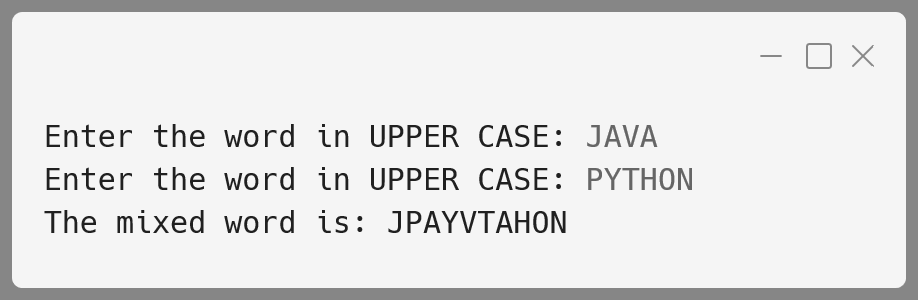 Enter the word in UPPER CASE: JAVA
Enter the word in UPPER CASE: PYTHON
The mixed word is: JPAYVTAHON